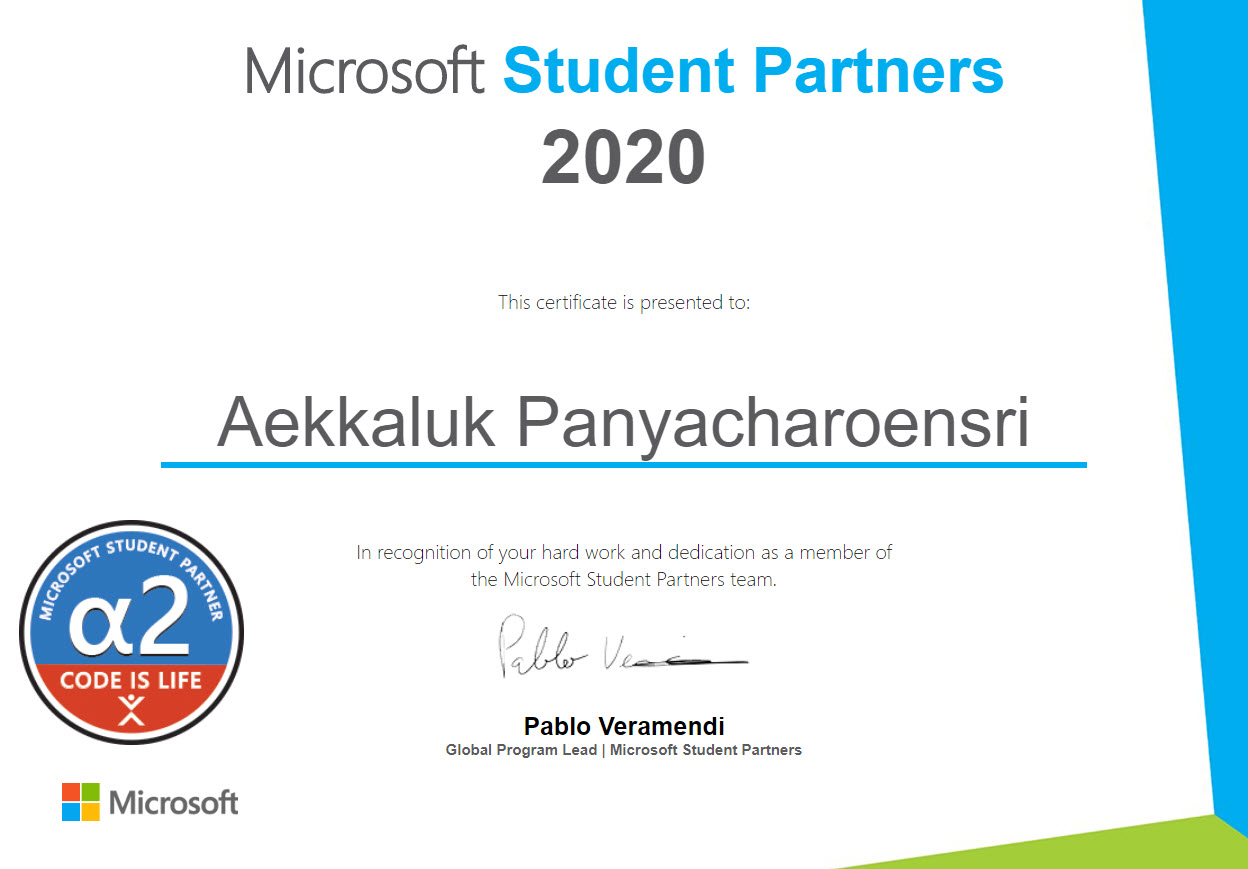 Microsoft Student Partners
2020
This certificate is presented to:
Aekkaluk Panyacharoensri
In recognition of your hard work and dedication as a member of
the Microsoft Student Partners team.
MICROSOFT STUDENT PARTNER
α2
CODE IS LIFE
Pablo Veramendi
Global Program Lead | Microsoft Student Partners
Microsoft